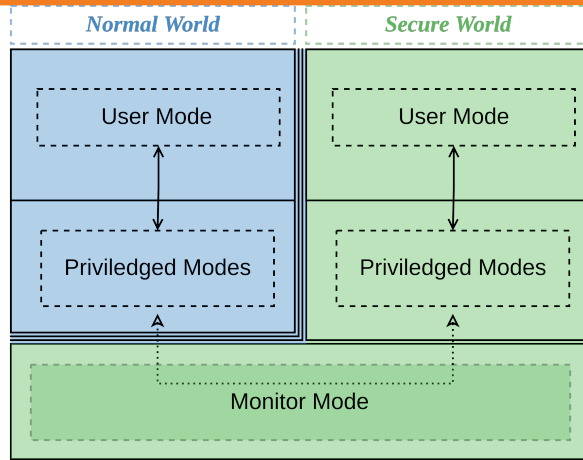 Normal World
Secure World
User Mode
User Mode
Priviledged Modes
Priviledged Modes
Monitor Mode